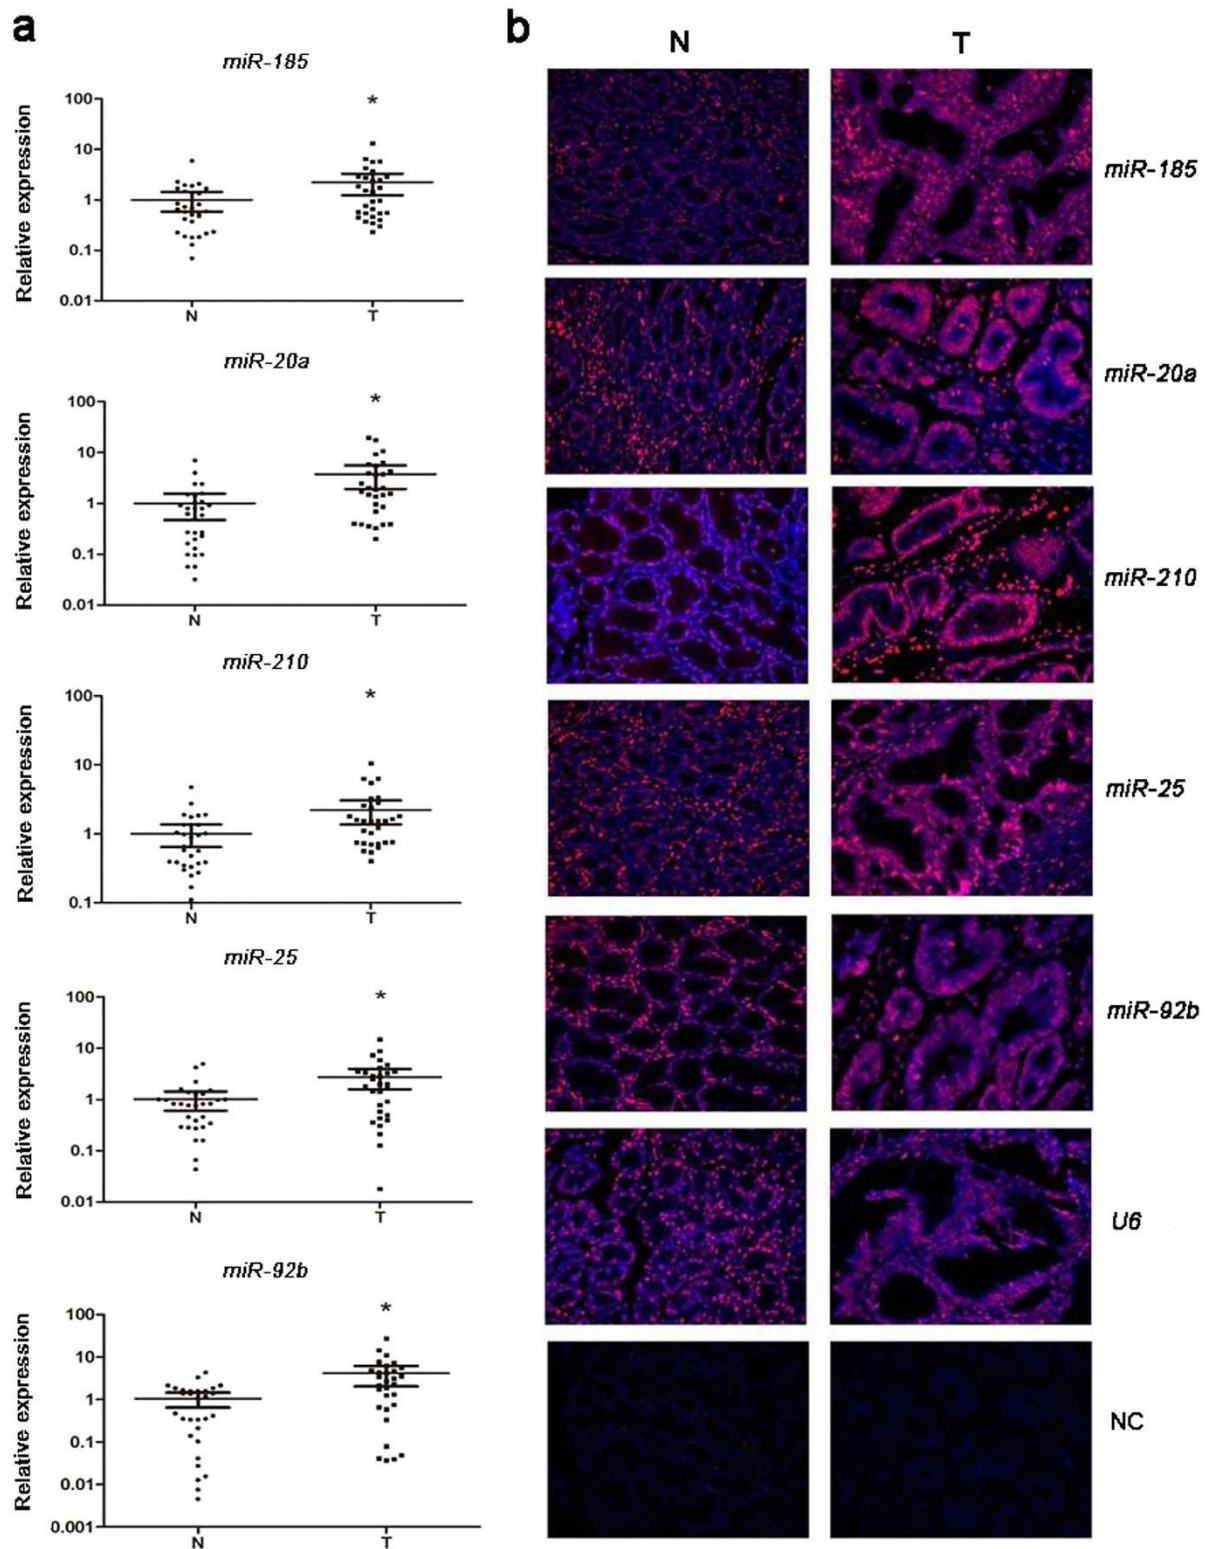 a
miR-185
Relative expression
100
10
1
0.1
0.01
N T
miR-20a
Relative expression
100
10
1
0.1
0.01
N T
miR-210
Relative expression
100
10
1
0.1
N T
miR-25
Relative expression
100
10
1
0.1
0.01
N T
miR-92b
Relative expression
100
10
1
0.1
0.01
0.001
N T
*
*
*
*
*
b
N T
miR-185
miR-20a
miR-210
miR-25
miR-92b
U6
NC